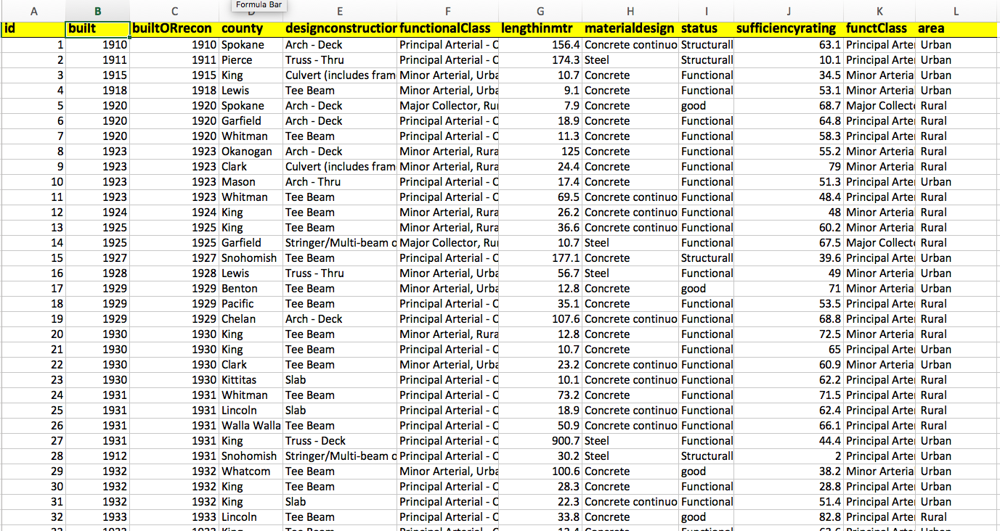 Formula Bar
A B C D E F G H I J K L
id built builtORrecon county designconstruction functionalClass lengthinmtr materialdesign status sufficiencyrating functClass area
1 1910 1910 Spokane Arch - Deck Principal Arterial - O 156.4 Concrete continuo Structurall 63.1 Principal Arte Urban
2 1911 1911 Pierce Truss - Thru Principal Arterial - O 174.3 Steel Structurall 10.1 Principal Arte Urban
3 1915 1915 King Culvert (includes fram Minor Arterial, Urba 10.7 Concrete Functional 34.5 Minor Arteria Urban
4 1918 1918 Lewis Tee Beam Minor Arterial, Urba 9.1 Concrete Functional 53.1 Minor Arteria Urban
5 1920 1920 Spokane Arch - Deck Major Collector, Rur 7.9 Concrete good 68.7 Major Collect Rural
6 1920 1920 Garfield Arch - Deck Principal Arterial - O 18.9 Concrete Functional 64.8 Principal Arte Rural
7 1920 1920 Whitman Tee Beam Principal Arterial - O 11.3 Concrete Functional 58.3 Principal Arte Rural
8 1923 1923 Okanogan Arch - Deck Minor Arterial, Rura 125 Concrete Functional 55.2 Minor Arteria Rural
9 1923 1923 Clark Culvert (includes fram Minor Arterial, Rura 24.4 Concrete Functional 79 Minor Arteria Rural
10 1923 1923 Mason Arch - Thru Principal Arterial - O 17.4 Concrete Functional 51.3 Principal Arte Urban
11 1923 1923 Whitman Tee Beam Principal Arterial - O 69.5 Concrete continuo Functional 48.4 Principal Arte Rural
12 1924 1924 King Tee Beam Minor Arterial, Rura 26.2 Concrete continuo Functional 48 Minor Arteria Rural
13 1925 1925 King Tee Beam Minor Arterial, Rura 36.6 Concrete continuo Functional 60.2 Minor Arteria Rural
14 1925 1925 Garfield Stringer/Multi-beam o Major Collector, Rur 10.7 Steel Functional 67.5 Major Collect Rural
15 1927 1927 Snohomish Tee Beam Principal Arterial - O 177.1 Concrete Structurall 39.6 Principal Arte Urban
16 1928 1928 Lewis Truss - Thru Minor Arterial, Urba 56.7 Steel Functional 49 Minor Arteria Urban
17 1929 1929 Benton Tee Beam Minor Arterial, Urba 12.8 Concrete good 71 Minor Arteria Urban
18 1929 1929 Pacific Tee Beam Principal Arterial - O 35.1 Concrete Functional 53.5 Principal Arte Rural
19 1929 1929 Chelan Arch - Deck Principal Arterial - O 107.6 Concrete continuo Functional 68.8 Principal Arte Rural
20 1930 1930 King Tee Beam Minor Arterial, Rura 12.8 Concrete Functional 72.5 Minor Arteria Rural
21 1930 1930 King Tee Beam Principal Arterial - O 10.7 Concrete Functional 65 Principal Arte Urban
22 1930 1930 Clark Tee Beam Minor Arterial, Urba 23.2 Concrete continuo Functional 60.9 Minor Arteria Urban
23 1930 1930 Kittitas Slab Principal Arterial - O 10.1 Concrete continuo Functional 62.2 Principal Arte Rural
24 1931 1931 Whitman Tee Beam Principal Arterial - O 73.2 Concrete Functional 71.5 Principal Arte Rural
25 1931 1931 Lincoln Slab Principal Arterial - O 18.9 Concrete continuo Functional 62.4 Principal Arte Rural
26 1931 1931 Walla Walla Tee Beam Principal Arterial - O 50.9 Concrete continuo Functional 66.1 Principal Arte Rural
27 1931 1931 King Truss - Deck Principal Arterial - O 900.7 Steel Functional 44.4 Principal Arte Urban
28 1912 1931 Snohomish Stringer/Multi-beam o Principal Arterial - O 30.2 Steel Structurall 2 Principal Arte Urban
29 1932 1932 Whatcom Tee Beam Minor Arterial, Urba 100.6 Concrete good 38.2 Minor Arteria Urban
30 1932 1932 King Tee Beam Principal Arterial - O 28.3 Concrete Functional 28.8 Principal Arte Urban
31 1932 1932 King Slab Principal Arterial - O 22.3 Concrete continuo Functional 51.4 Principal Arte Urban
32 1933 1933 Lincoln Tee Beam Principal Arterial - O 33.8 Concrete good 82.8 Principal Arte Rural